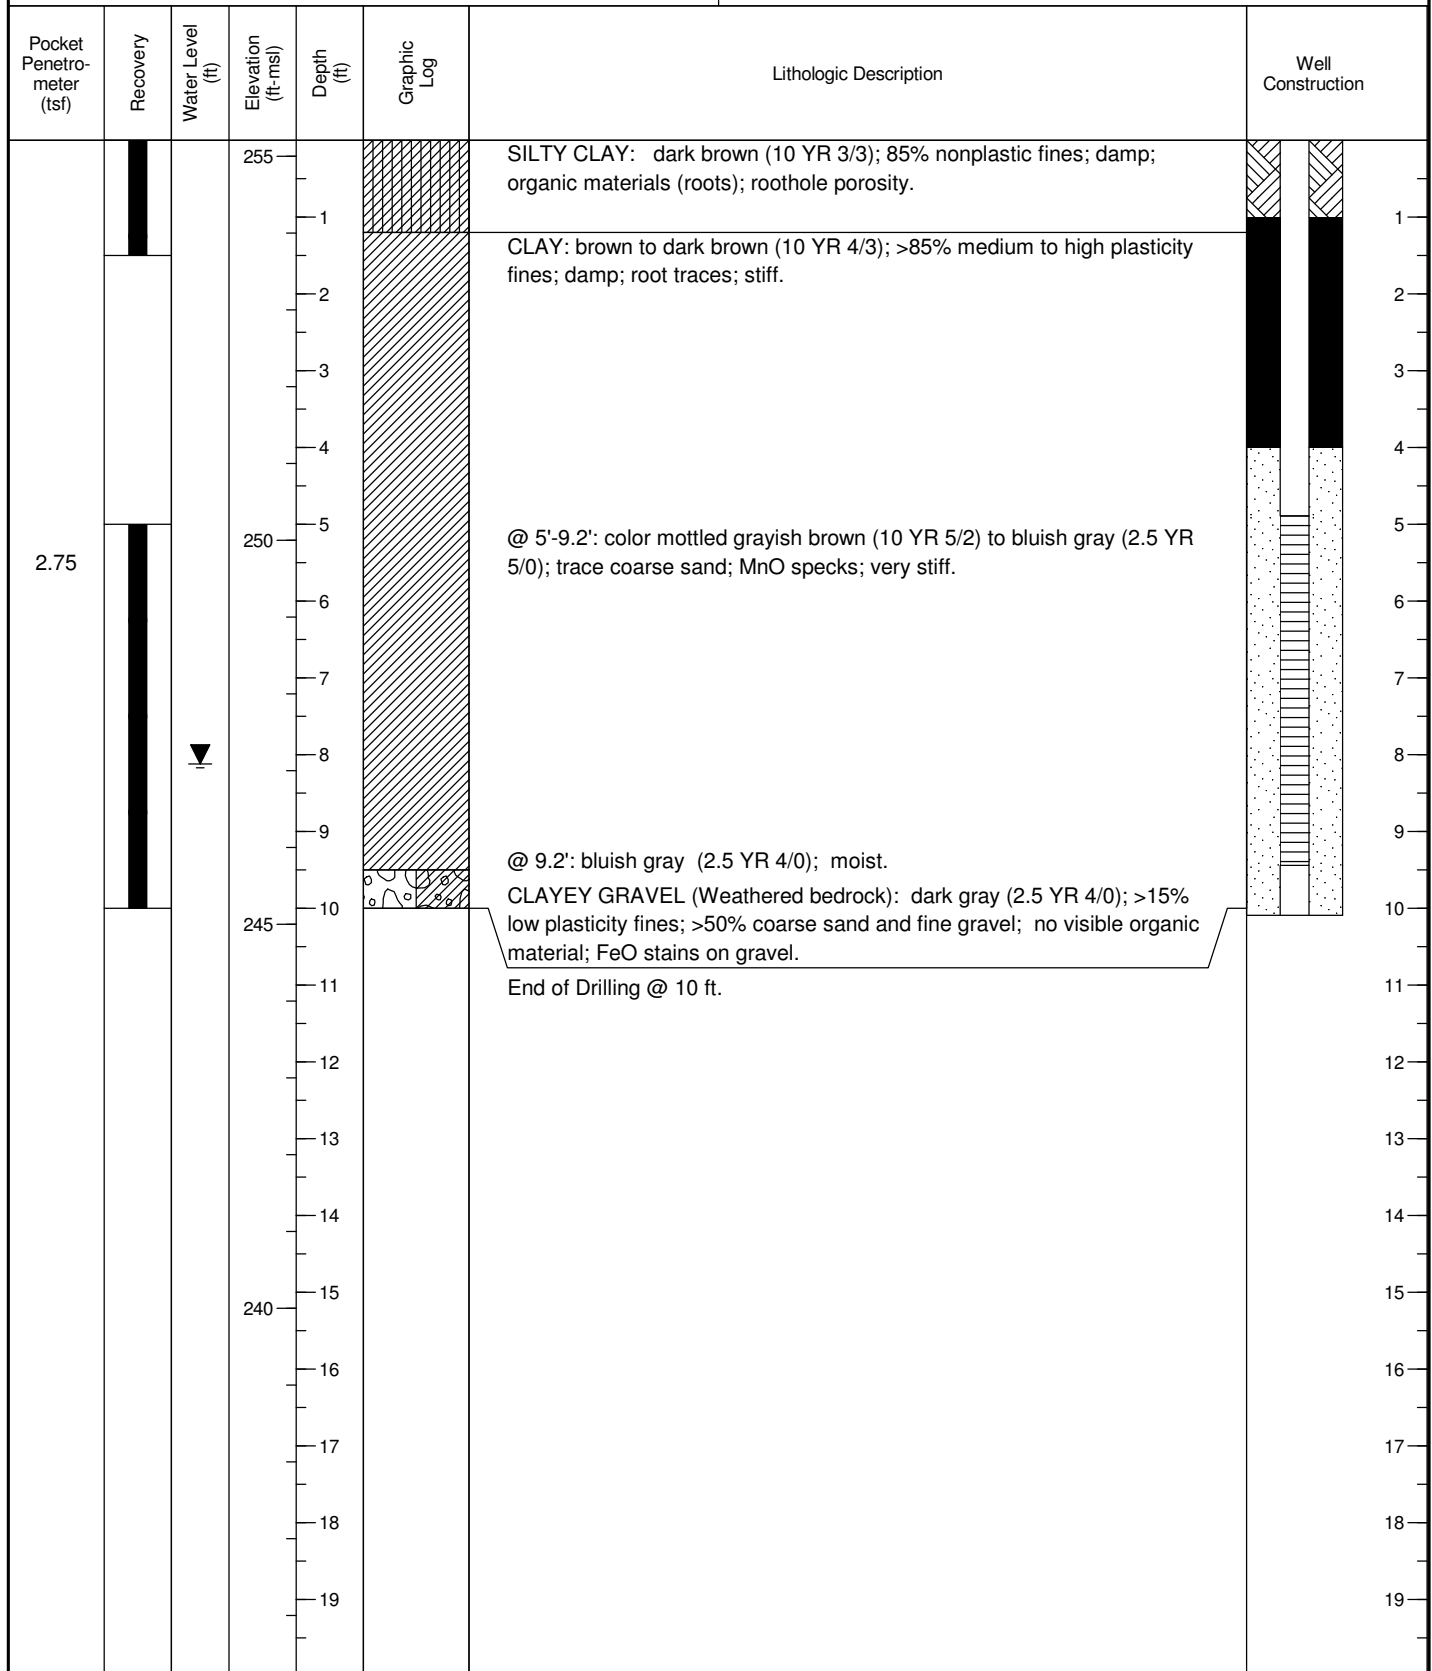 Pocket
Penetro-
meter
(tsf)
Recovery
Water Level
(ft)
Elevation
(ft-msl)
Depth
(ft)
Graphic
Log
Lithologic Description
Well
Construction
255
SILTY CLAY: dark brown (10 YR 3/3); 85% nonplastic fines; damp;
organic materials (roots); roothole porosity.
1
1
CLAY: brown to dark brown (10 YR 4/3); >85% medium to high plasticity
fines; damp; root traces; stiff.
2
2
3
3
4
4
5
5
250
@ 5'-9.2': color mottled grayish brown (10 YR 5/2) to bluish gray (2.5 YR
5/0); trace coarse sand; MnO specks; very stiff.
2.75
6
6
7
7
8
8
9
9
@ 9.2': bluish gray (2.5 YR 4/0); moist.
CLAYEY GRAVEL (Weathered bedrock): dark gray (2.5 YR 4/0); >15%
10
10
245
low plasticity fines; >50% coarse sand and fine gravel; no visible organic
material; FeO stains on gravel.
11
End of Drilling @ 10 ft.
11
12
12
13
13
14
14
15
15
240
16
16
17
17
18
18
19
19